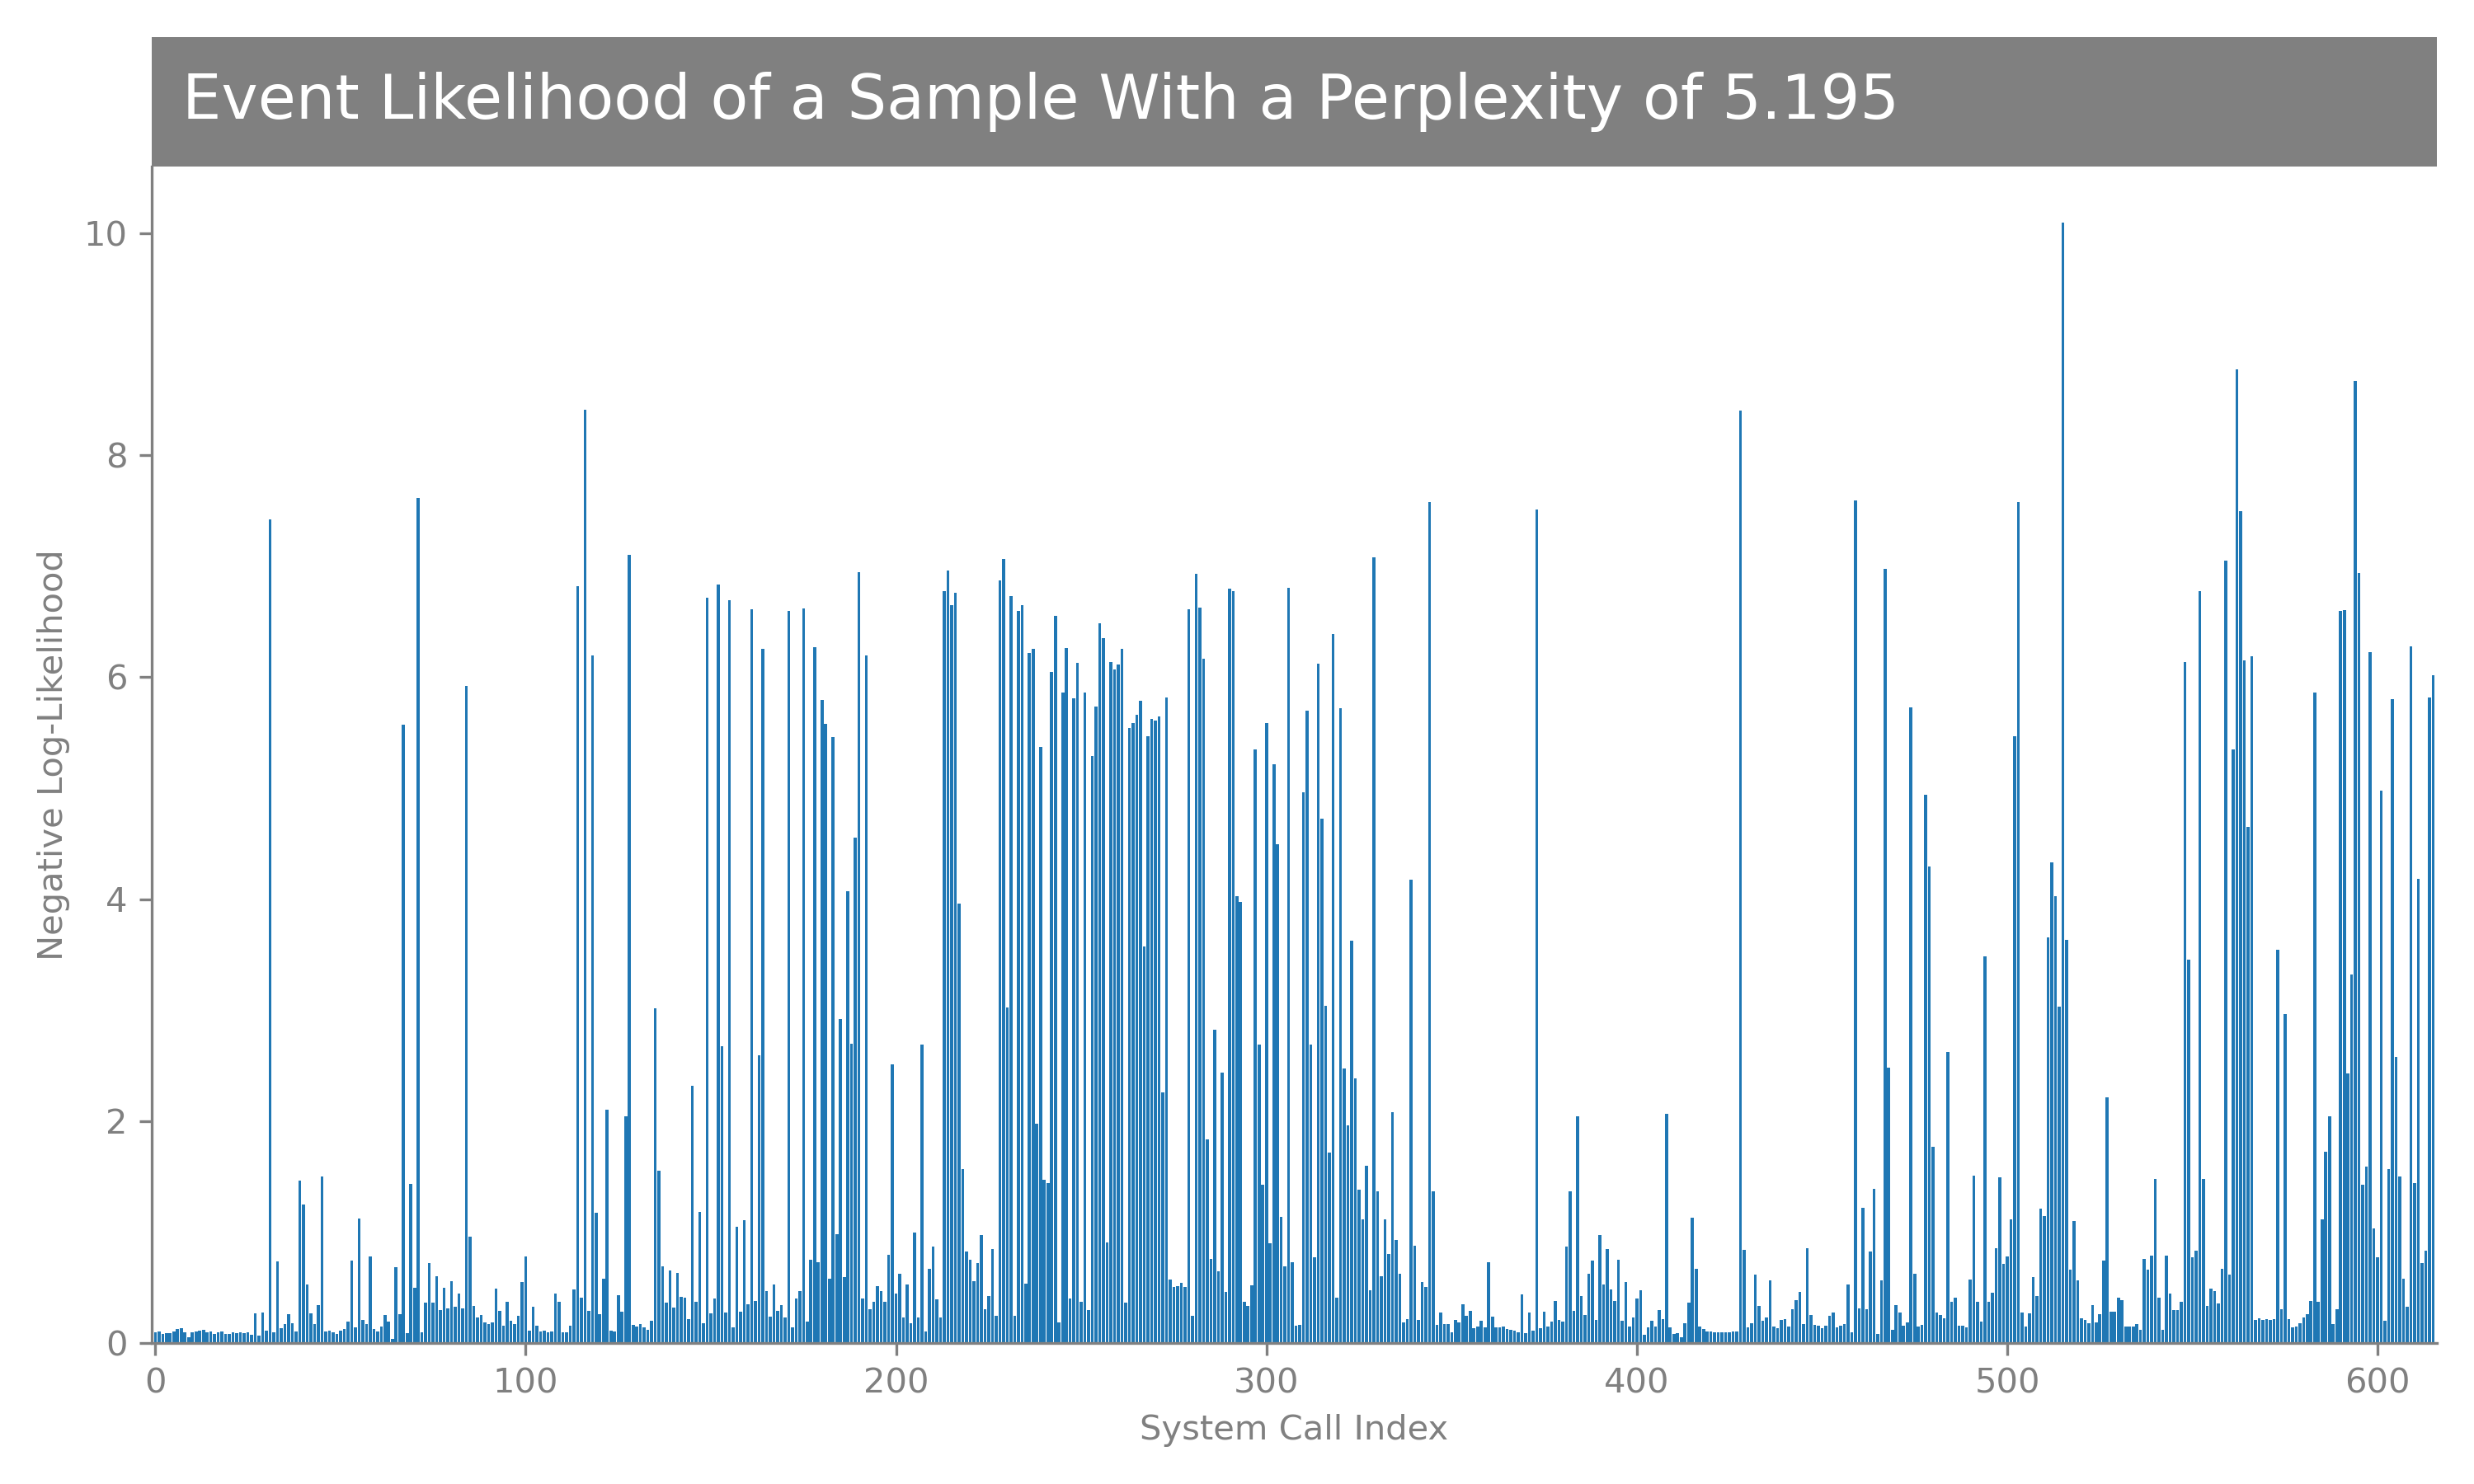 Event Likelihood of a Sample With a Perplexity of 5.195
10
8
6
4
2
0
Negative Log-Likelihood
0 100 200 300 400 500 600
System Call Index